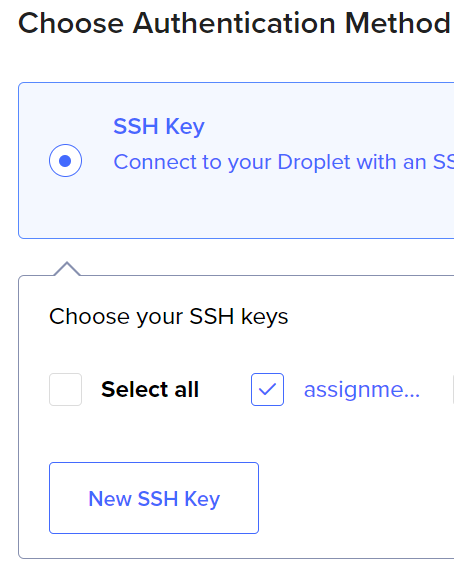 Choose Authentication Method
SSH Key
Connect to your Droplet with an
Choose your SSH keys
Select all assignme...
New SSH Key